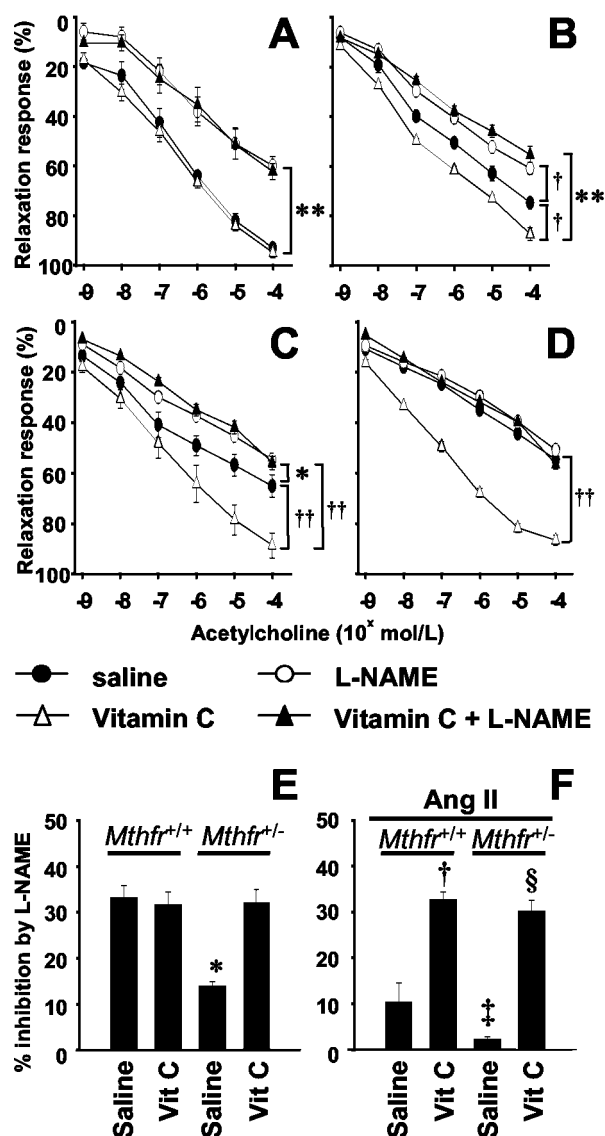 A
B
Relaxation response (%)
0
20
40
60
80
100
**
† † **
-9 -8 -7 -6 -5 -4
-9 -8 -7 -6 -5 -4
C
D
Relaxation response (%)
0
20
40
60
80
100
* †† ††
††
-9 -8 -7 -6 -5 -4
-9 -8 -7 -6 -5 -4
Acetylcholine (10^x mol/L)
saline
L-NAME
Vitamin C
Vitamin C + L-NAME
E
% inhibition by L-NAME
50
40
30
20
10
0
Mthfr+/+ Mthfr+/-
*
Saline Vit C Saline Vit C
F
Ang II
50
40
30
20
10
0
Mthfr+/+ Mthfr+/-
† ‡ §
Saline Vit C Saline Vit C